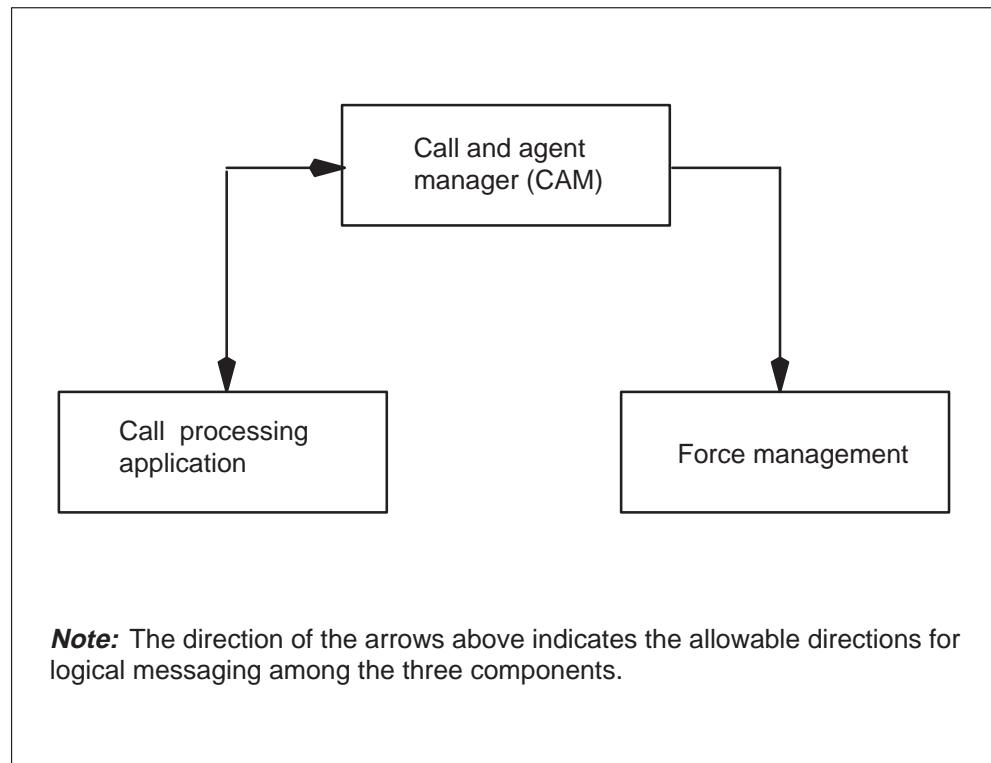 Call and agent
manager (CAM)
Call processing
application
Force management
Note: The direction of the arrows above indicates the allowable directions for
logical messaging among the three components.